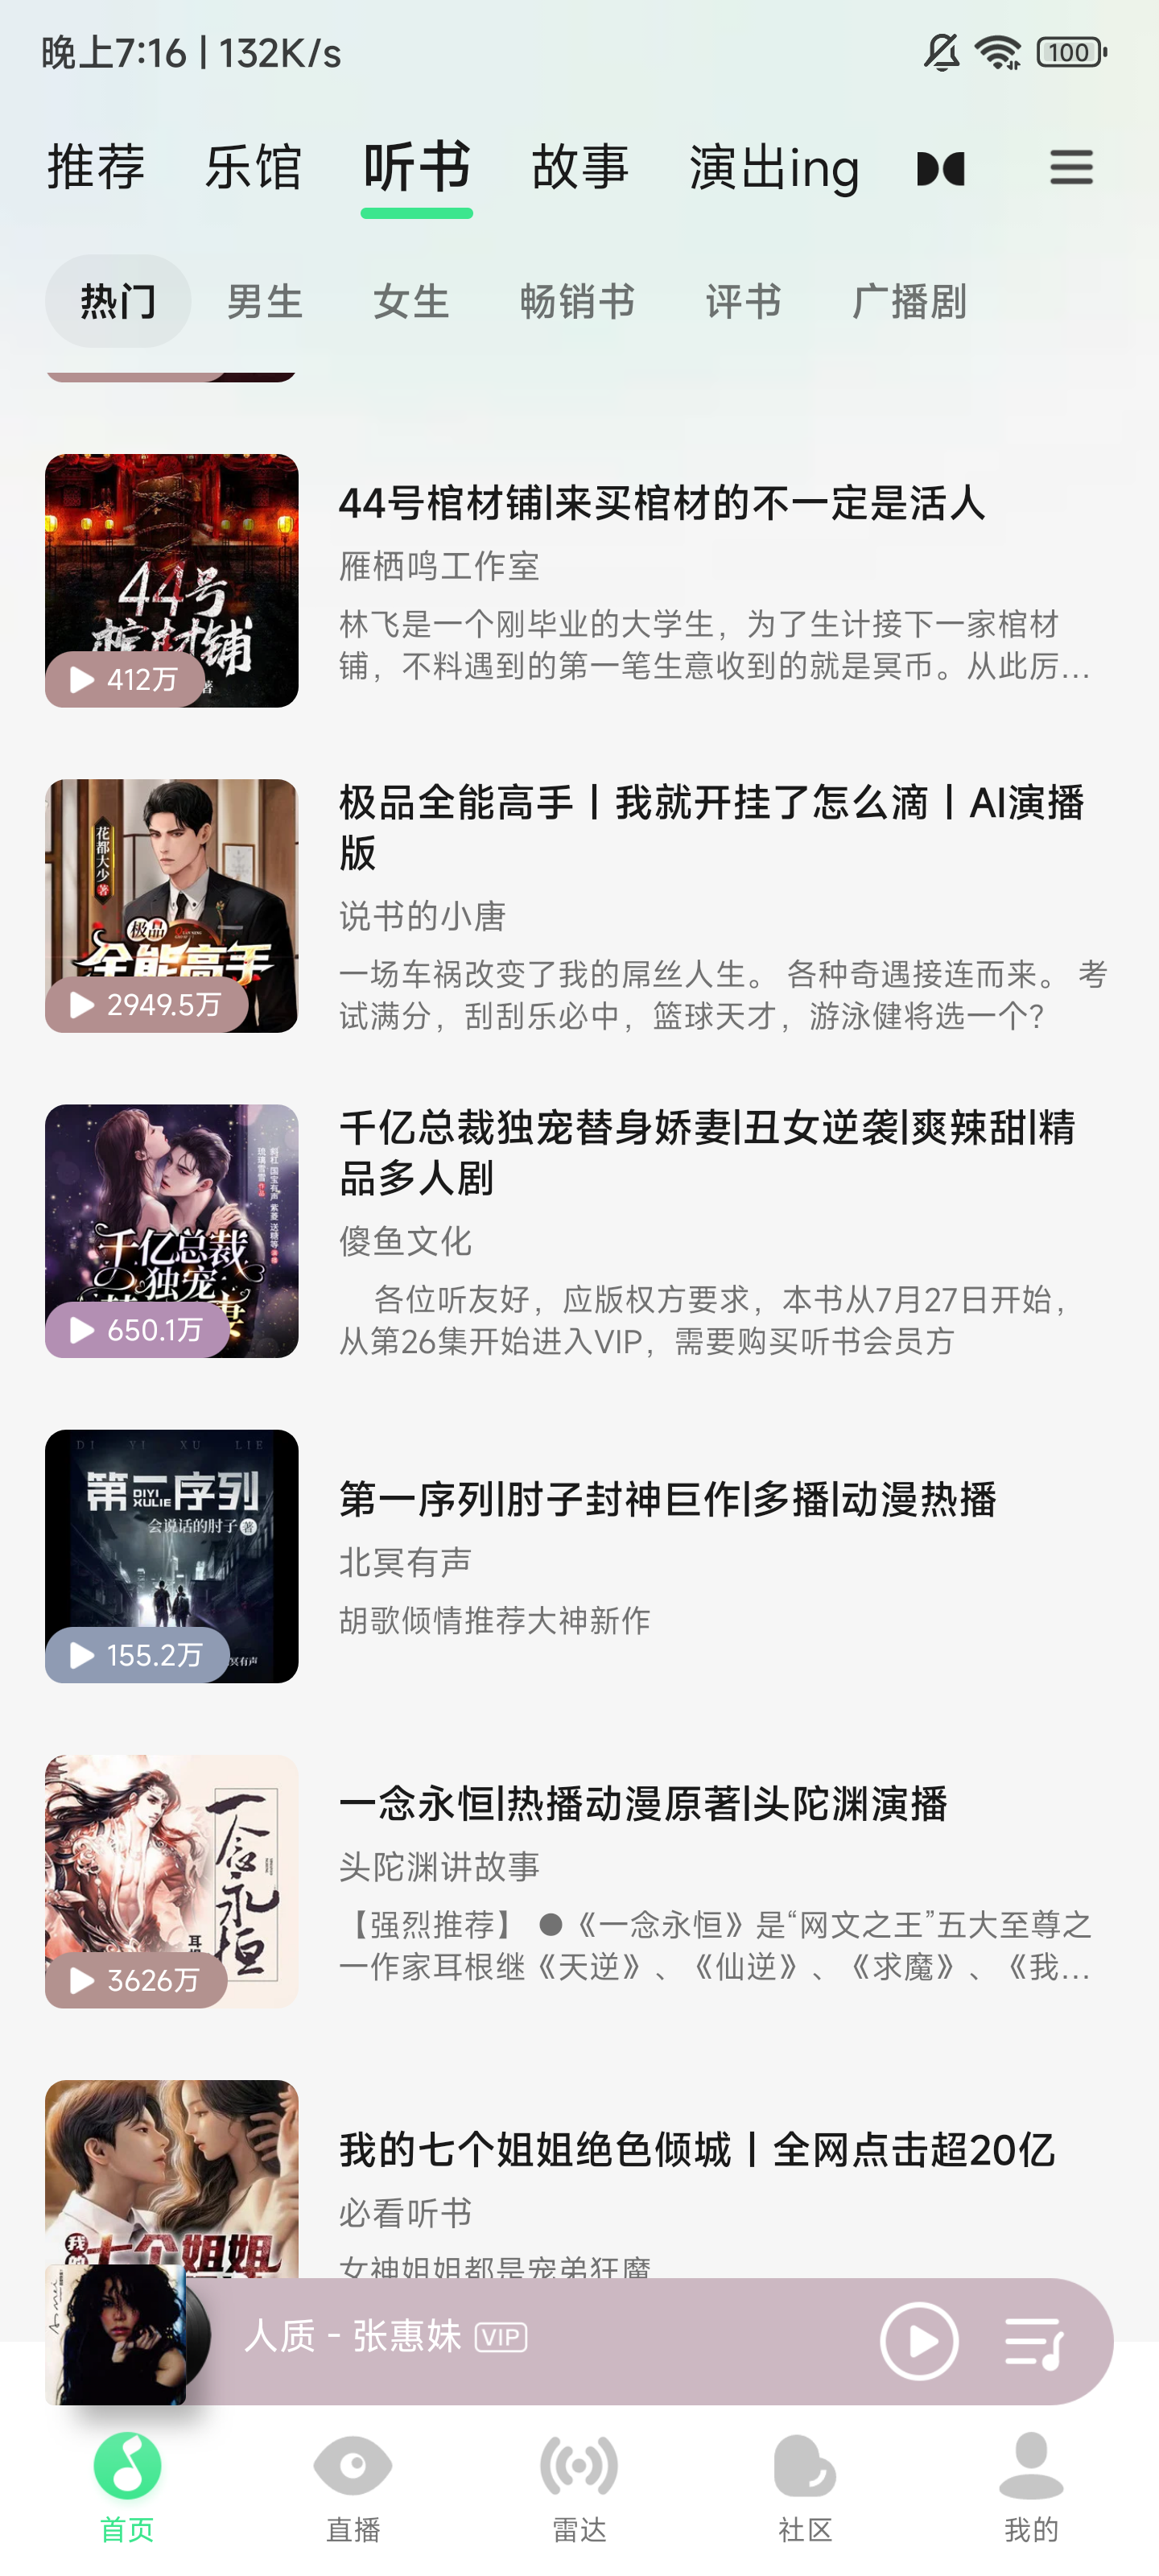 晚上7:16 | 132K/s
100
推荐 乐馆 听书 故事 演出ing
热门 男生 女生 畅销书 评书 广播剧
44号
棺材铺
著
412万
44号棺材铺|来买棺材的不一定是活人
雁栖鸣工作室
林飞是一个刚毕业的大学生，为了生计接下一家棺材
铺，不料遇到的第一笔生意收到的就是冥币。从此厉...
花都大少 著
极品
全能高手
2949.5万
极品全能高手丨我就开挂了怎么滴丨AI演播
版
说书的小唐
一场车祸改变了我的屌丝人生。 各种奇遇接连而来。 考
试满分，刮刮乐必中，篮球天才，游泳健将选一个？
千亿总裁
独宠
妻
650.1万
千亿总裁独宠替身娇妻|丑女逆袭|爽辣甜|精
品多人剧
傻鱼文化
各位听友好，应版权方要求，本书从7月27日开始，
从第26集开始进入VIP，需要购买听书会员方
DI YI XU LIE
第一序列
DIYI
XULIE
会说话的肘子 著
冥有声
155.2万
第一序列|肘子封神巨作|多播|动漫热播
北冥有声
胡歌倾情推荐大神新作
一念永恒
耳
3626万
一念永恒|热播动漫原著|头陀渊演播
头陀渊讲故事
【强烈推荐】 ●《一念永恒》是“网文之王”五大至尊之
一作家耳根继《天逆》、《仙逆》、《求魔》、《我...
我的
七个姐姐
我的七个姐姐绝色倾城丨全网点击超20亿
必看听书
女神姐姐都是宠弟狂魔
人质 - 张惠妹 VIP
首页 直播 雷达 社区 我的